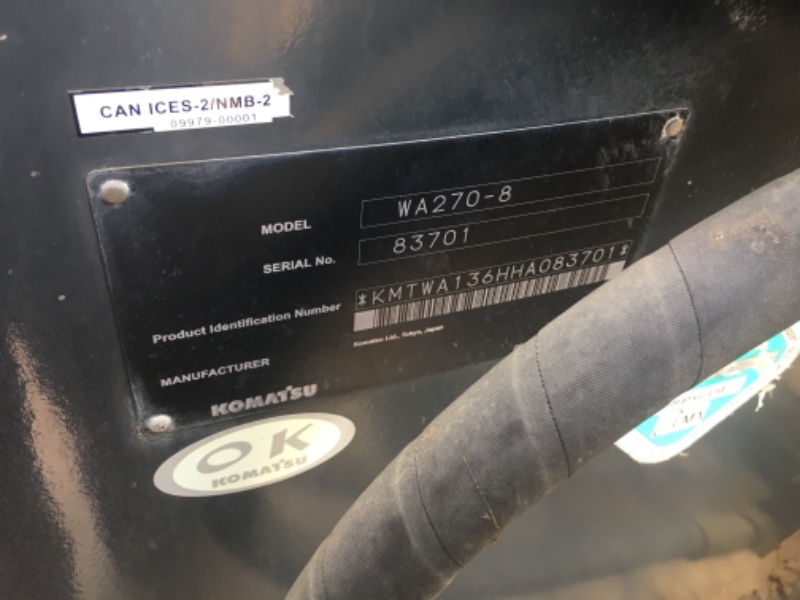 CAN ICES-2/NMB-2
09979-00001
MODEL WA270-8
SERIAL No. 83701
Product Identification Number *KMTWA136HHA083701*
Komatsu Ltd., Tokyo, Japan
MANUFACTURER
KOMATSU
OK
KOMATSU